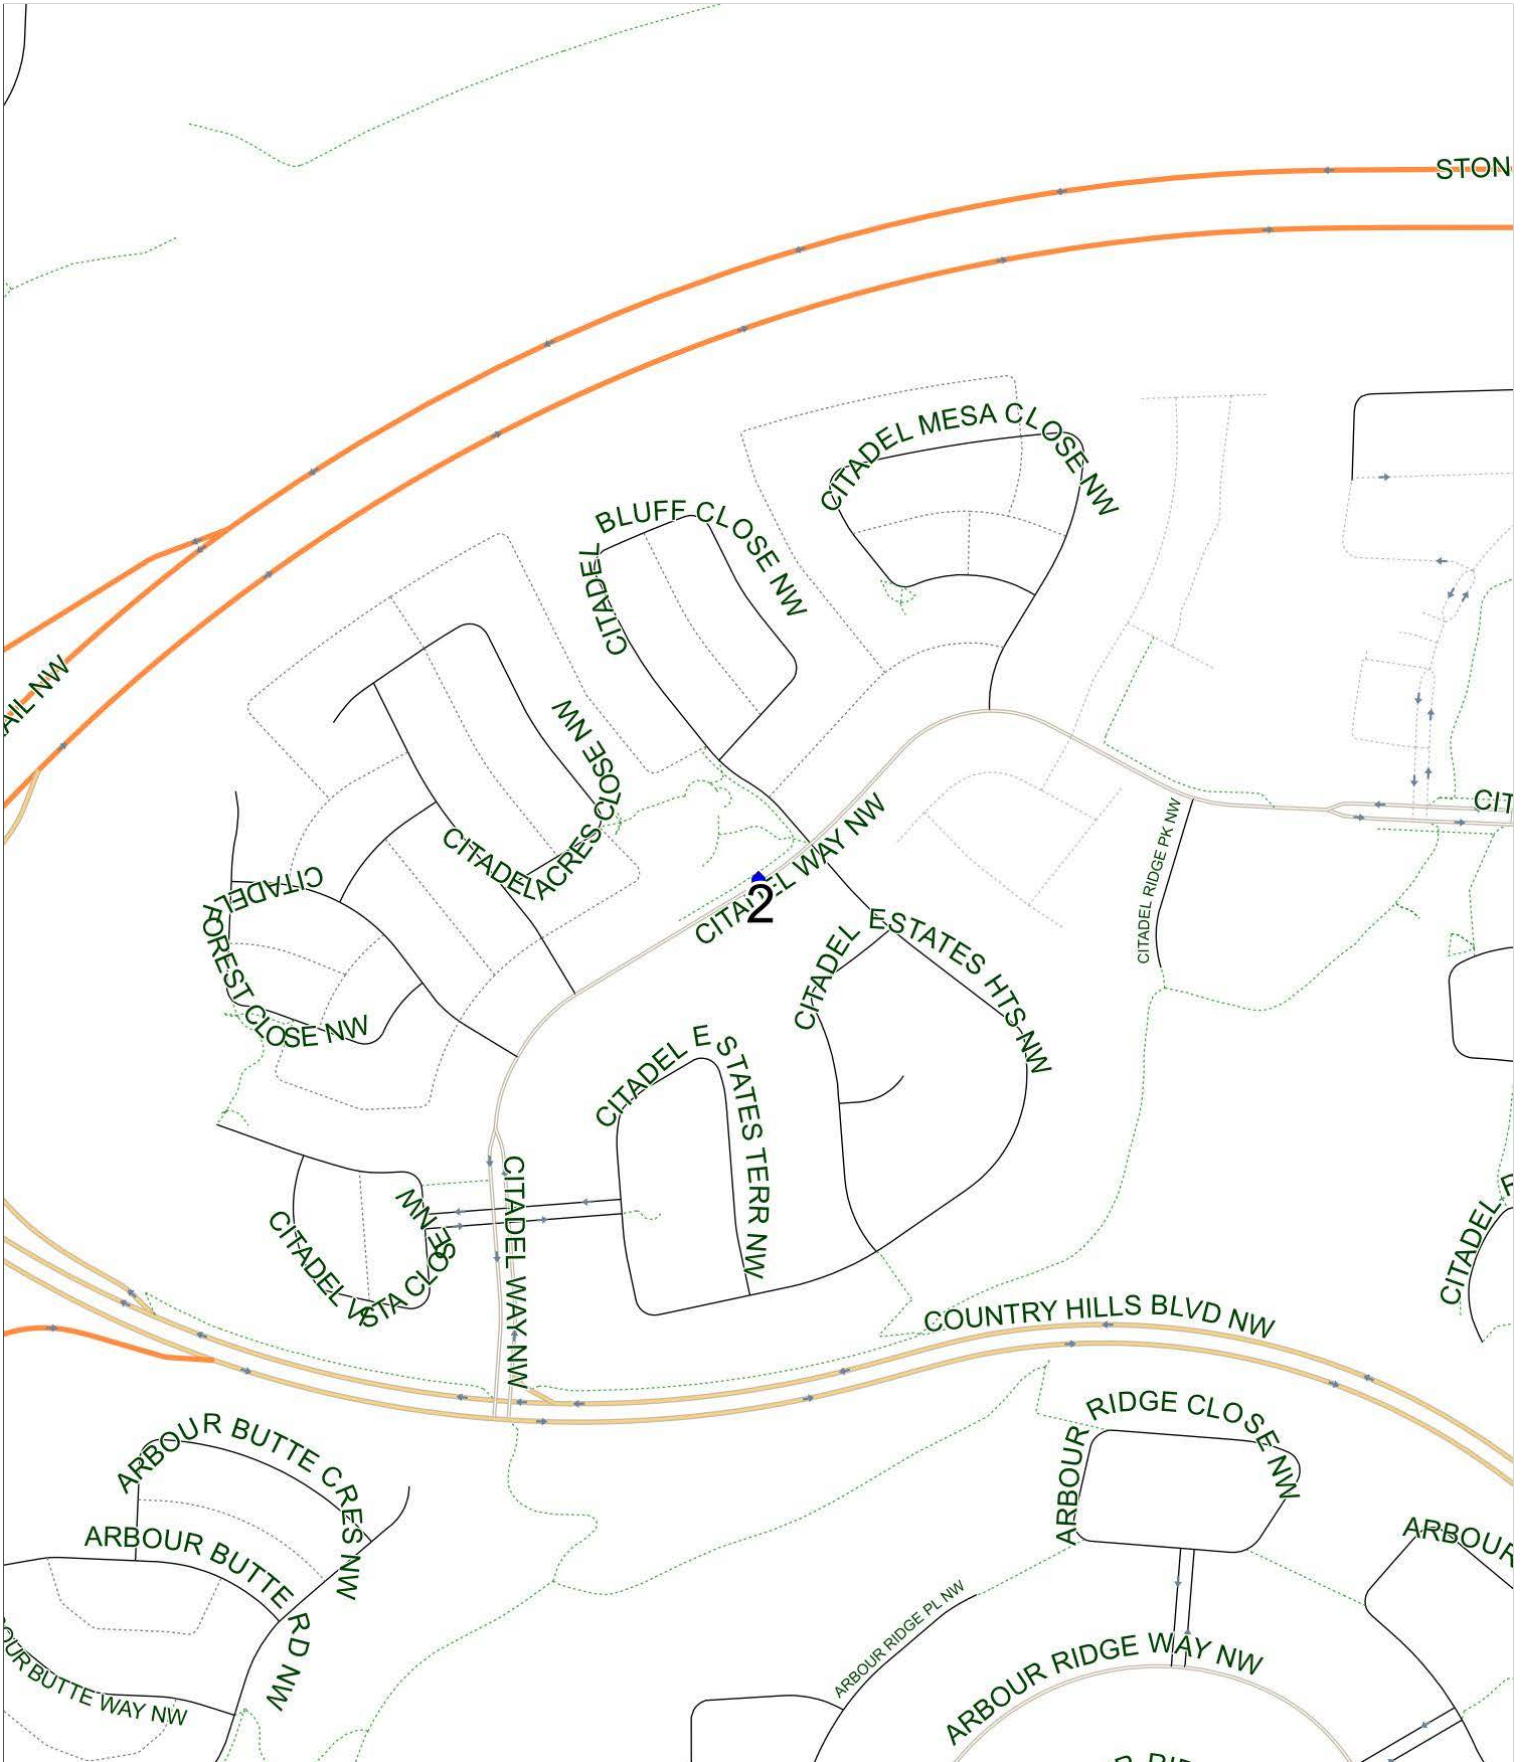 STON
CITADEL MESA CLOSE NW
CITADEL BLUFF CLOSE NW
AIL NW
CITADEL ACRES CLOSE NW
CIT
CITADEL WAY NW
2
CITADEL RIDGE PK NW
CITADEL FOREST CLOSE NW
CITADEL ESTATES HTS NW
CITADEL ESTATES TERR NW
CITADEL WAY NW
CITADEL VISTA CLOSE NW
CITADEL
COUNTRY HILLS BLVD NW
ARBOUR RIDGE CLOSE NW
ARBOUR BUTTE CRES NW
ARBOUR BUTTE RD NW
ARBOUR
ARBOUR RIDGE PL NW
OUR BUTTE WAY NW
ARBOUR RIDGE WAY NW